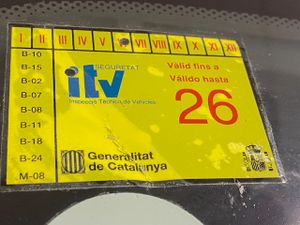 I II III IV V VII VIII IX X XI XII
B-10
B-15
B-02
B-07
B-08
B-11
B-18
B-24
M-08
SEGURETAT
itv
Inspecció Tècnica de Vehicles
Vàlid fins a
Válido hasta
26
Generalitat
de Catalunya